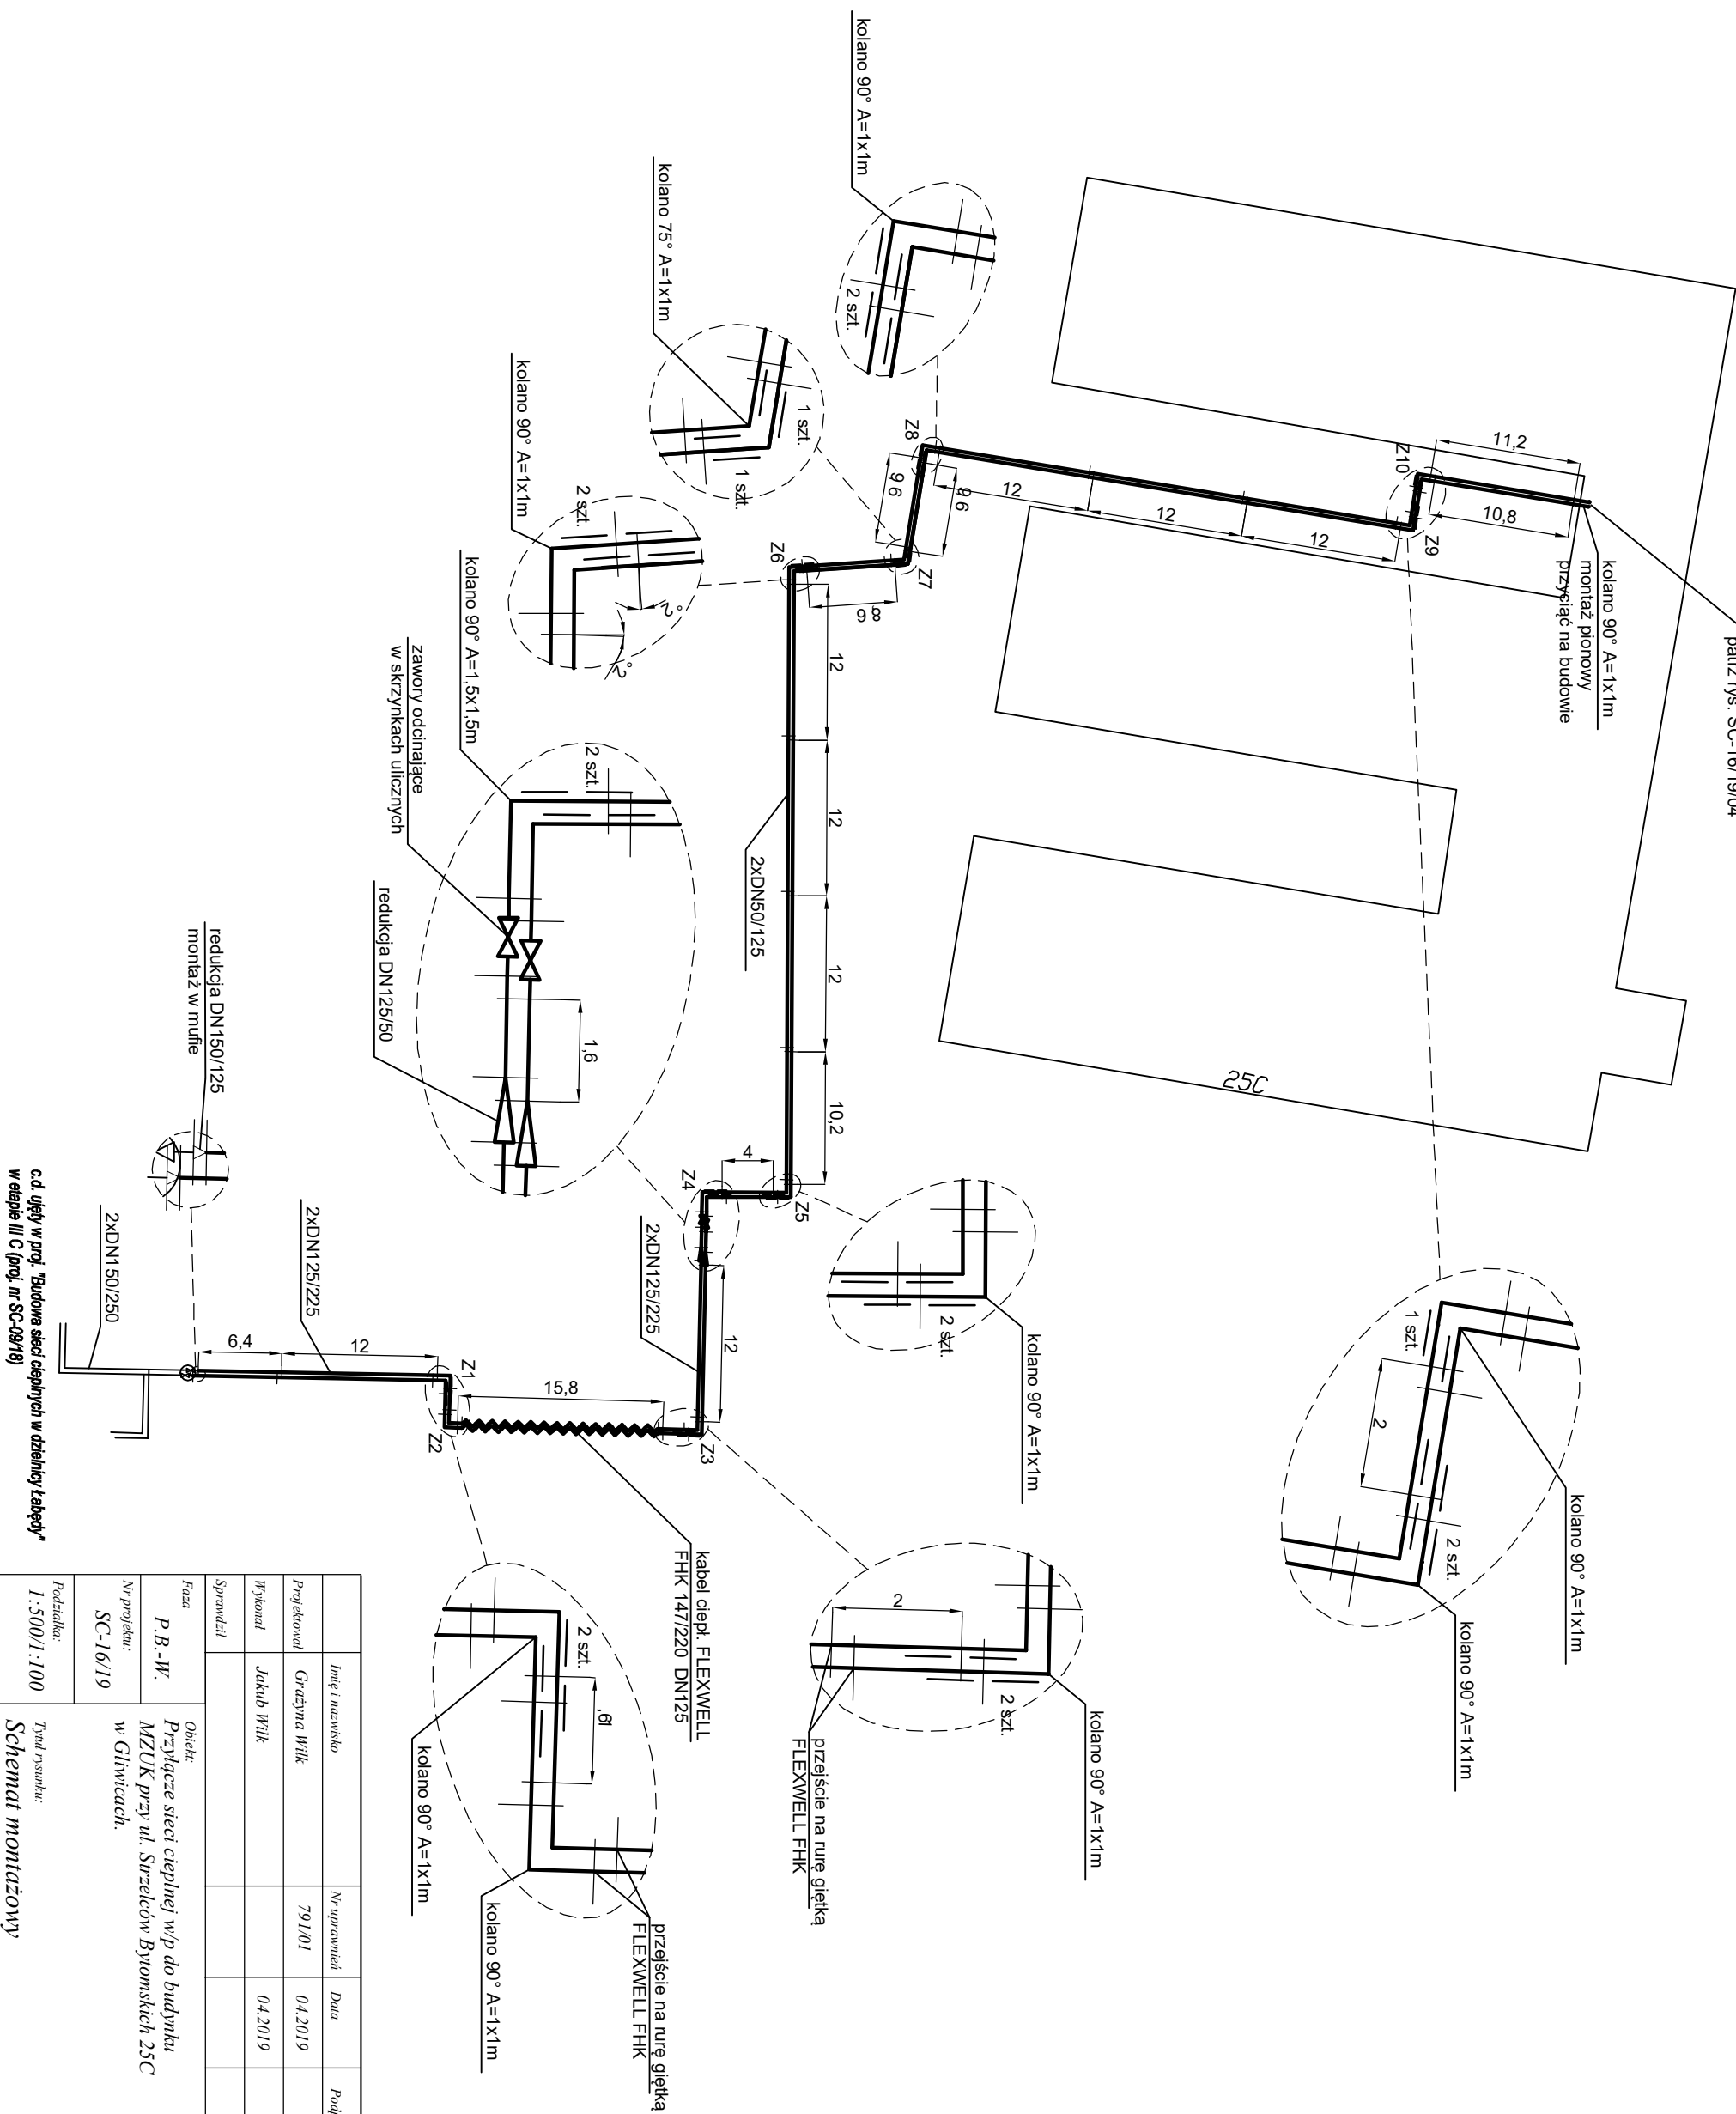 patrz rys. SC-16/19/04
kolano 90° A=1x1m
montaż pionowy
przyciąć na budowie
11,2
10,8
Z10
Z9
12
12
12
Z8
kolano 90° A=1x1m
2 szt.
kolano 75° A=1x1m
1 szt.
1 szt.
Z7
Z6
kolano 90° A=1x1m
2 szt.
2°
2°
12
12
12
10,2
2xDN50/125
25C
kolano 90° A=1,5x1,5m
2 szt.
zawory odcinające
w skrzynkach ulicznych
1,6
redukcja DN125/50
4
Z4
Z5
kolano 90° A=1x1m
2 szt.
2xDN125/225
12
kolano 90° A=1x1m
1 szt.
2
2 szt.
kolano 90° A=1x1m
redukcja DN150/125
montaż w mufie
2xDN125/225
2xDN150/250
6,4
12
Z1
Z2
15,8
Z3
kabel ciepł. FLEXWELL
FHK 147/220 DN125
2
2 szt.
kolano 90° A=1x1m
przejście na rurę giętką
FLEXWELL FHK
2 szt.
kolano 90° A=1x1m
kolano 90° A=1x1m
przejście na rurę giętką
FLEXWELL FHK
c.d. ujęty w proj. "Budowa sieci cieplnych w dzielnicy Łabędy"
w etapie III C (proj. nr SC-09/18)
Imię i nazwisko
Nr uprawnień
Data
Projektował
Grażyna Wilk
791/01
04.2019
Wykonał
Jakub Wilk
04.2019
Sprawdził
Faza
P.B.-W.
Obiekt:
Przyłącze sieci cieplnej w/p do budynku
MZUK przy ul. Strzelców Bytomskich 25C
w Gliwicach.
Nr projektu:
SC-16/19
Podziałka:
1:500/1:100
Tytuł rysunku:
Schemat montażowy